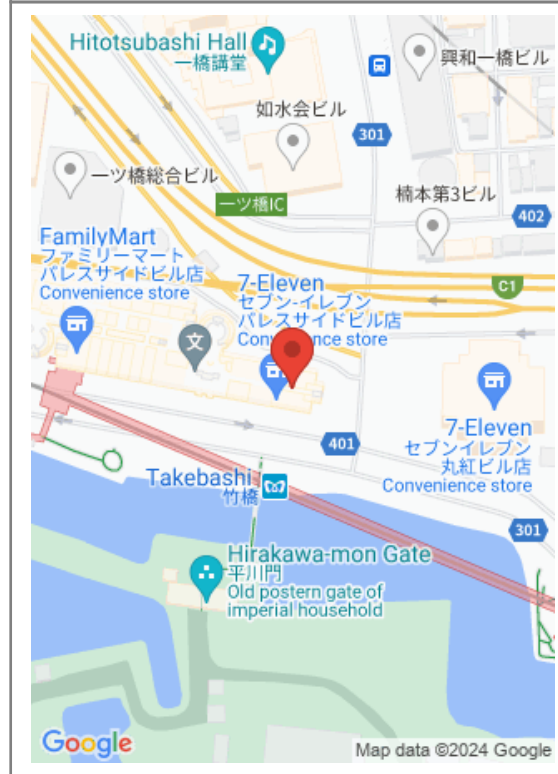 Hitotsubashi Hall
一橋講堂
興和一橋ビル
如水会ビル
301
一ツ橋総合ビル
一ツ橋IC
楠本第3ビル
402
FamilyMart
ファミリーマート
パレスサイドビル店
Convenience store
7-Eleven
セブン-イレブン
パレスサイドビル店
C1
文
7-Eleven
セブンイレブン
丸紅ビル店
Convenience store
401
Takebashi
竹橋
301
Hirakawa-mon Gate
平川門
Old postern gate of
imperial household
Google
Map data ©2024 Google